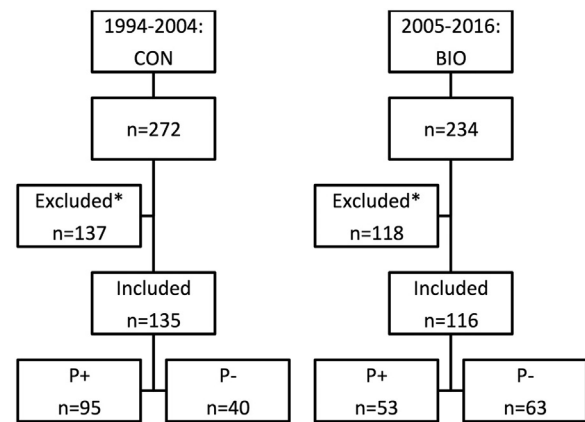 1994-2004:
CON
n=272
Excluded*
n=137
Included
n=135
P+
n=95
P-
n=40
2005-2016:
BIO
n=234
Excluded*
n=118
Included
n=116
P+
n=53
P-
n=63